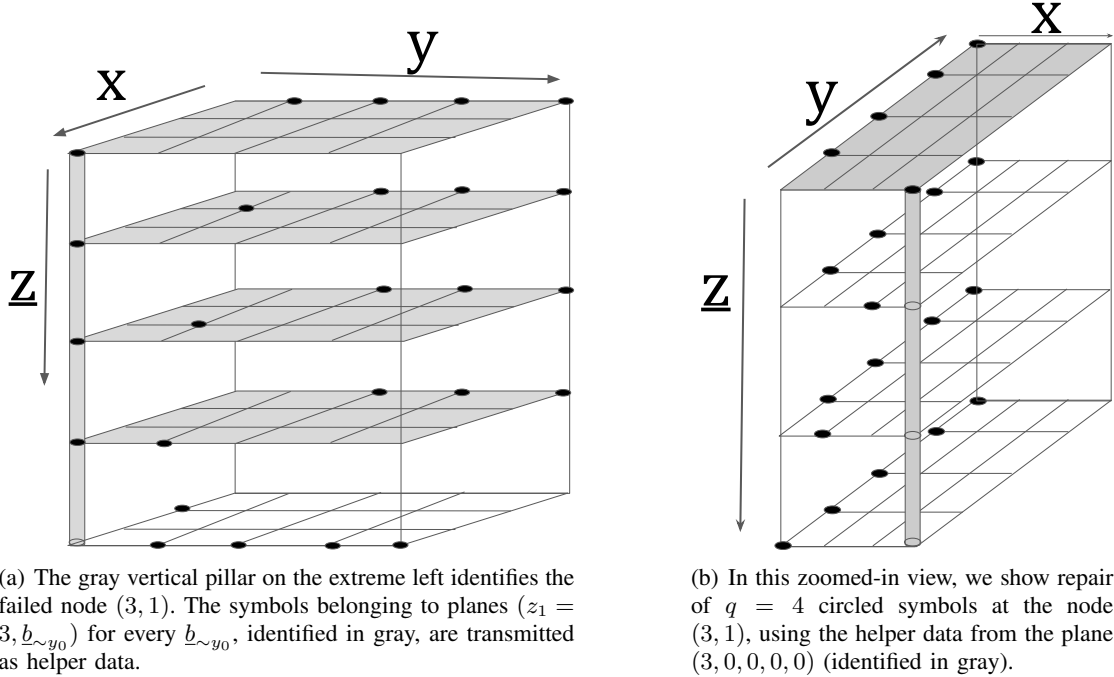 x
y
z
(a) The gray vertical pillar on the extreme left identifies the
failed node (3, 1). The symbols belonging to planes (z₁ =
3, b∼y₀) for every b∼y₀, identified in gray, are transmitted
as helper data.
x
y
z
(b) In this zoomed-in view, we show repair
of q = 4 circled symbols at the node
(3, 1), using the helper data from the plane
(3, 0, 0, 0, 0) (identified in gray).